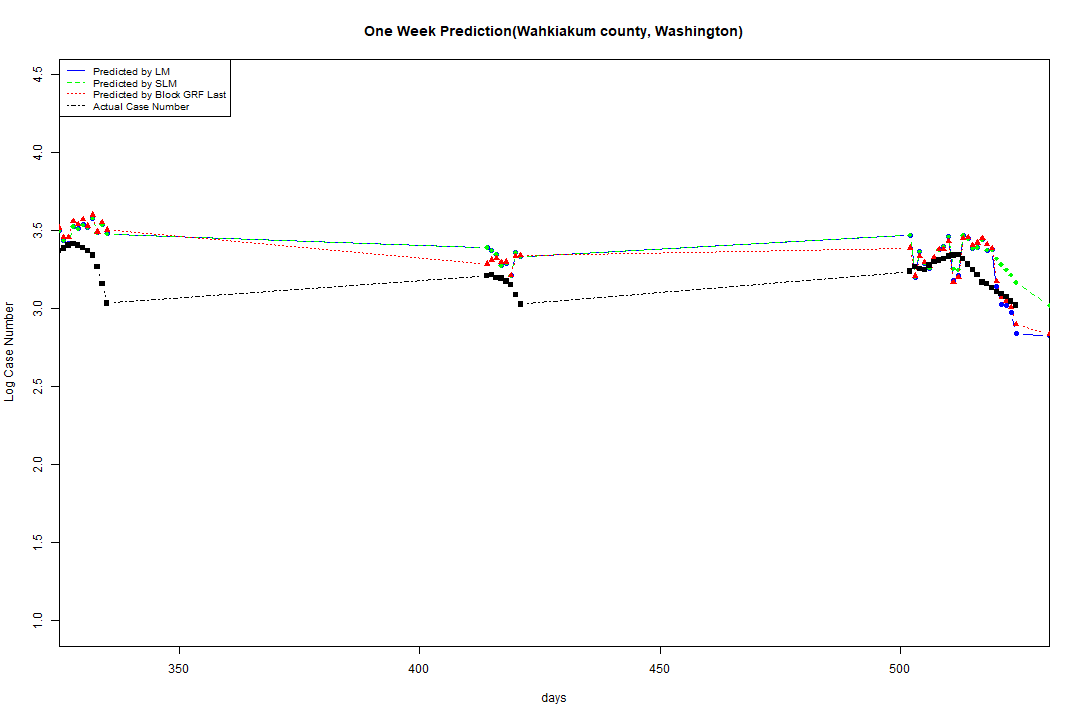 One Week Prediction(Wahkiakum county, Washington)
Predicted by LM
Predicted by SLM
Predicted by Block GRF Last
Actual Case Number
Log Case Number
4.5
4.0
3.5
3.0
2.5
2.0
1.5
1.0
350
400
450
500
days